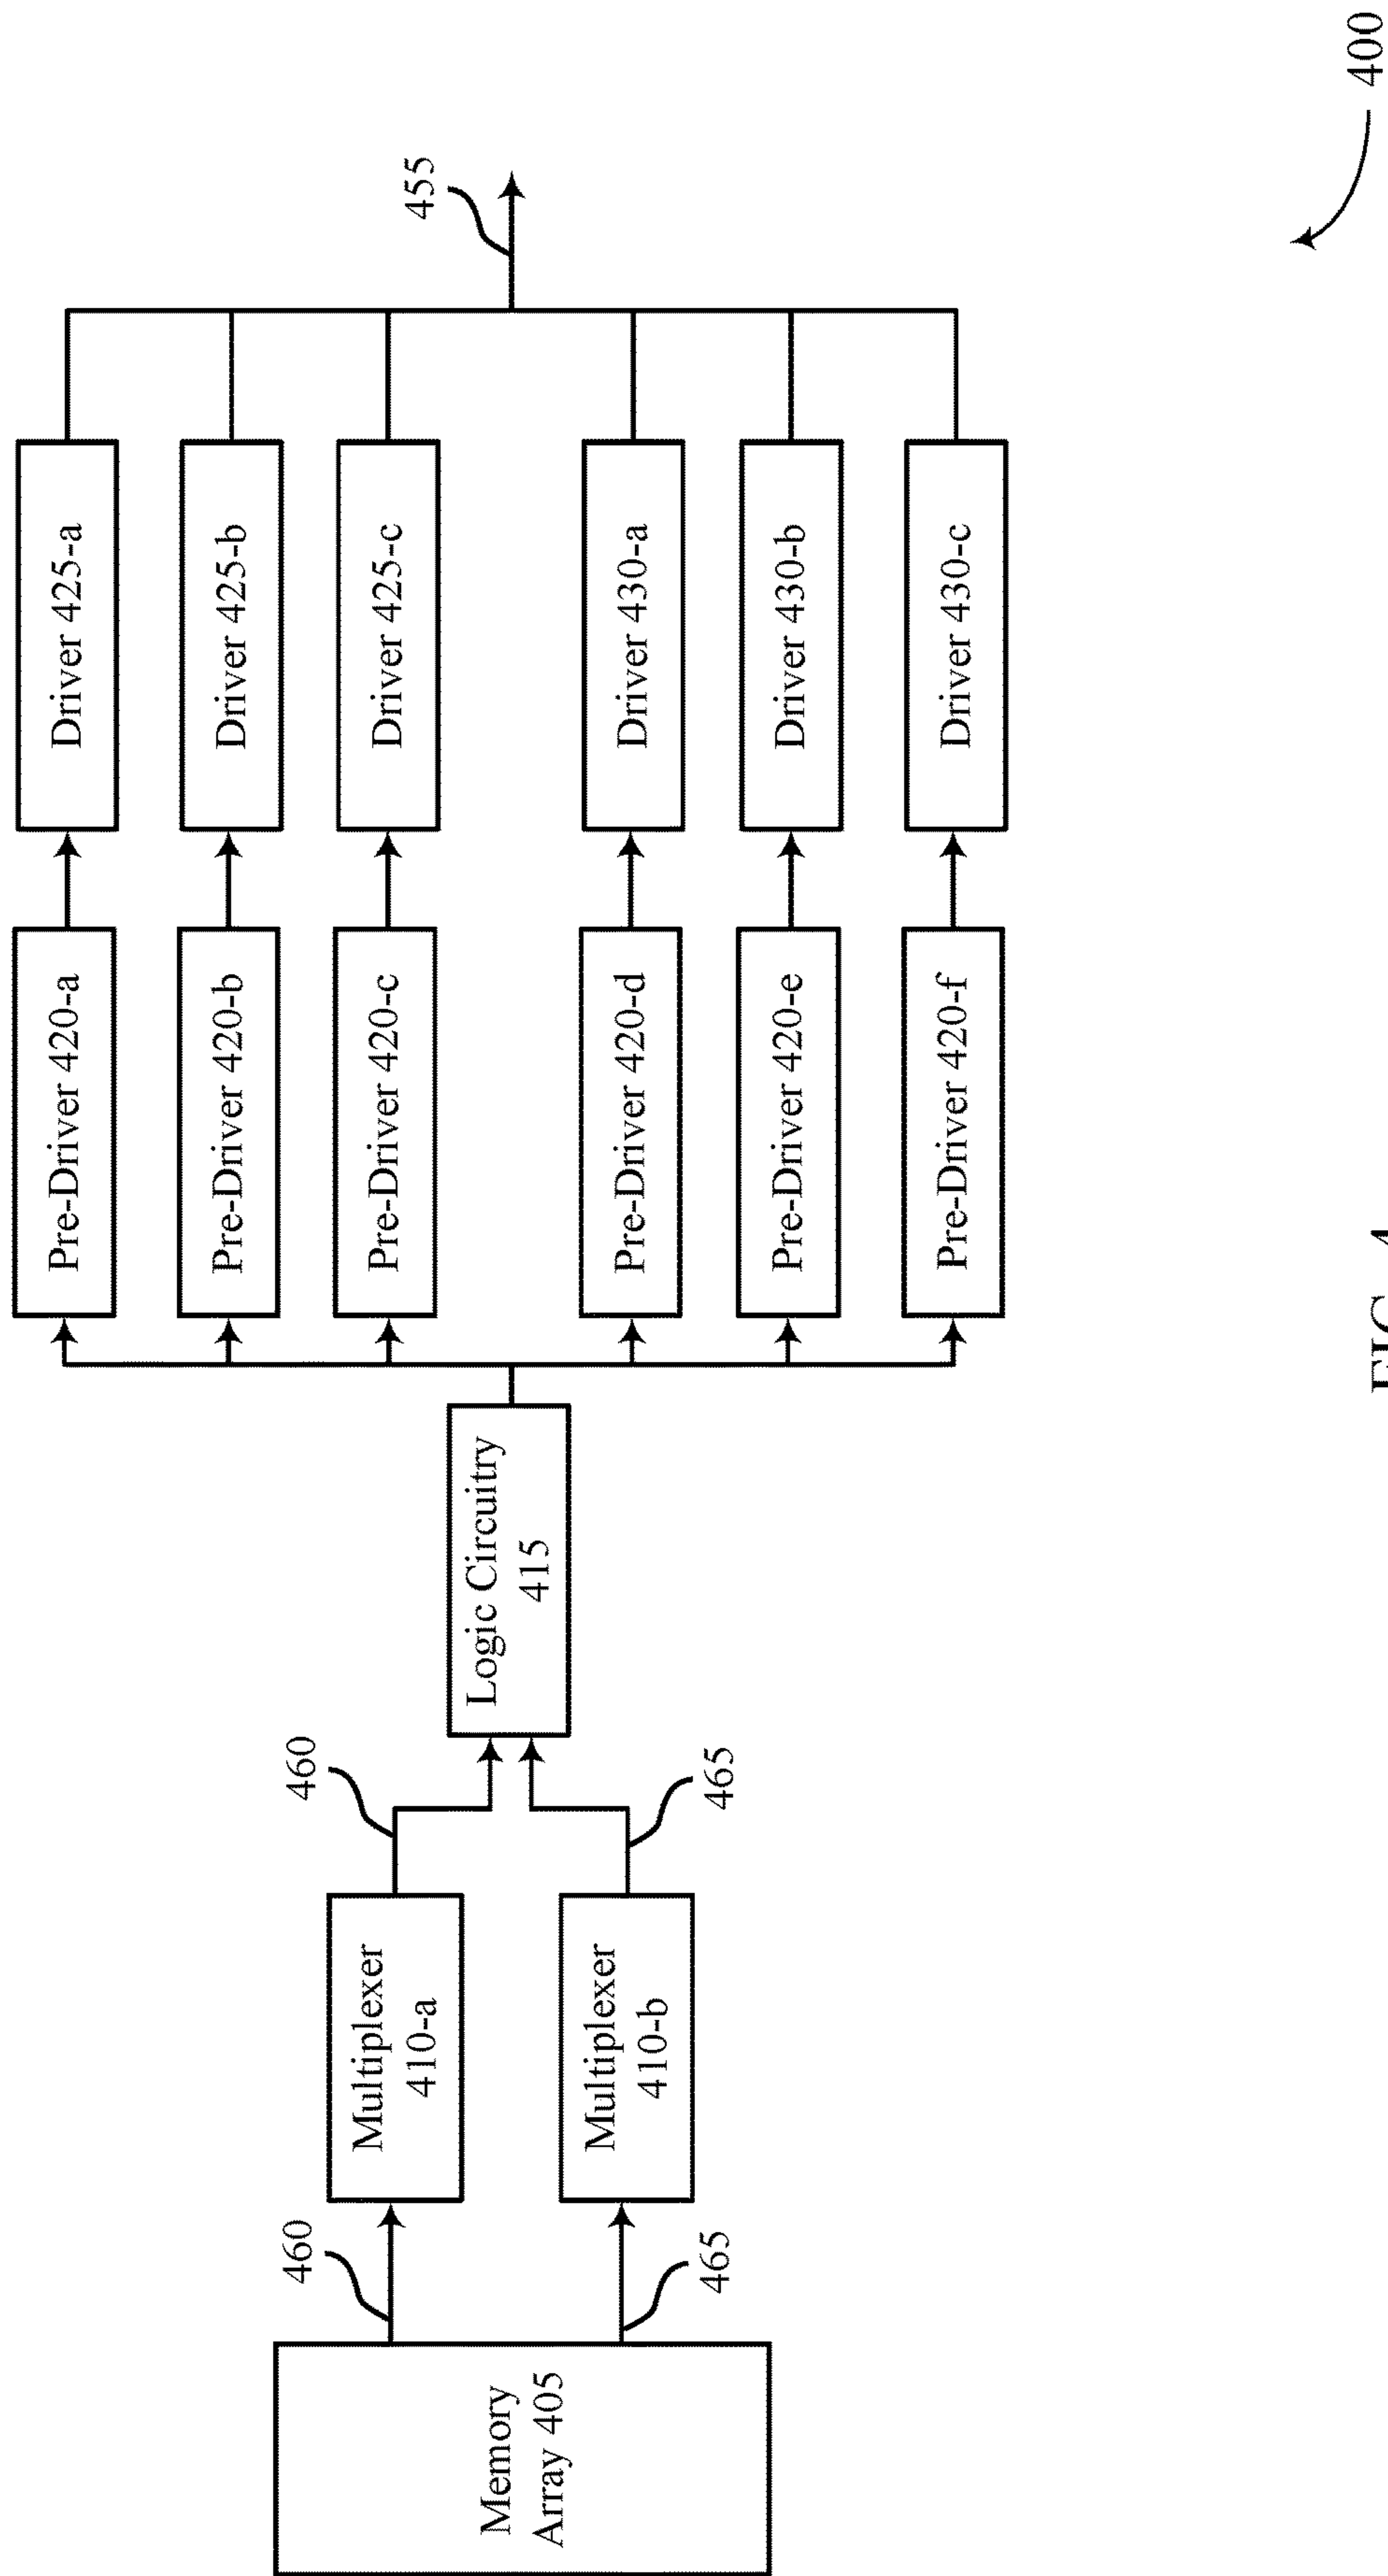 Memory
Array 405
460
465
Multiplexer
410-a
Multiplexer
410-b
460
465
Logic Circuitry
415
Pre-Driver 420-a
Pre-Driver 420-b
Pre-Driver 420-c
Pre-Driver 420-d
Pre-Driver 420-e
Pre-Driver 420-f
Driver 425-a
Driver 425-b
Driver 425-c
Driver 430-a
Driver 430-b
Driver 430-c
455
400
FIG. 4